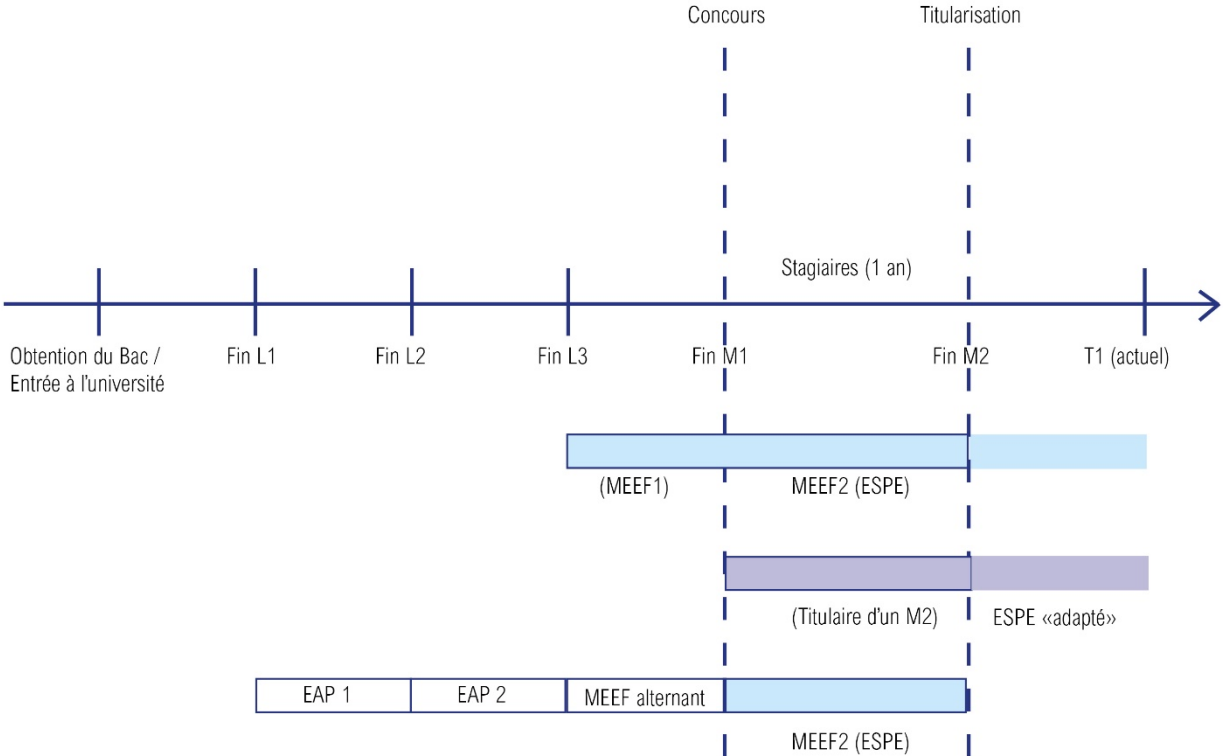 Concours
Titularisation
Stagiaires (1 an)
Obtention du Bac /
Entrée à l'université
Fin L1
Fin L2
Fin L3
Fin M1
Fin M2
T1 (actuel)
(MEEF1)
MEEF2 (ESPE)
(Titulaire d'un M2)
ESPE «adapté»
EAP 1
EAP 2
MEEF alternant
MEEF2 (ESPE)